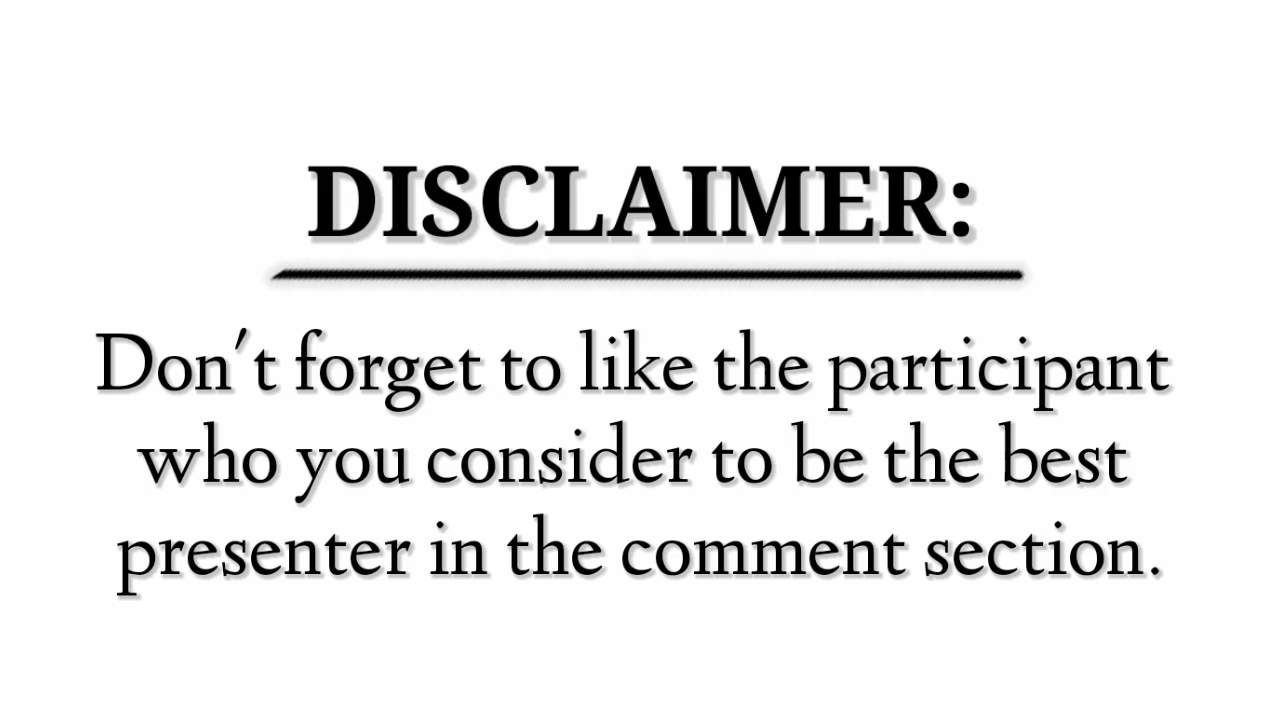 DISCLAIMER:
Don't forget to like the participant
who you consider to be the best
presenter in the comment section.